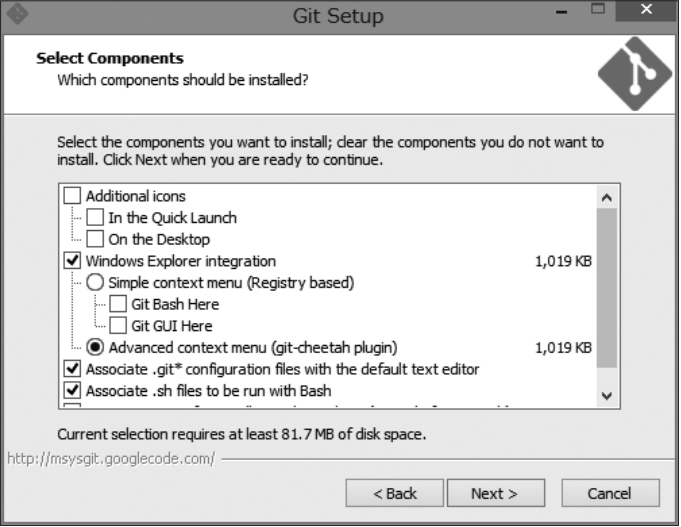 Git Setup
Select Components
Which components should be installed?
Select the components you want to install; clear the components you do not want to
install. Click Next when you are ready to continue.
Additional icons
In the Quick Launch
On the Desktop
Windows Explorer integration 1,019 KB
Simple context menu (Registry based)
Git Bash Here
Git GUI Here
Advanced context menu (git-cheetah plugin) 1,019 KB
Associate .git* configuration files with the default text editor
Associate .sh files to be run with Bash
Current selection requires at least 81.7 MB of disk space.
http://msysgit.googlecode.com/
< Back Next > Cancel